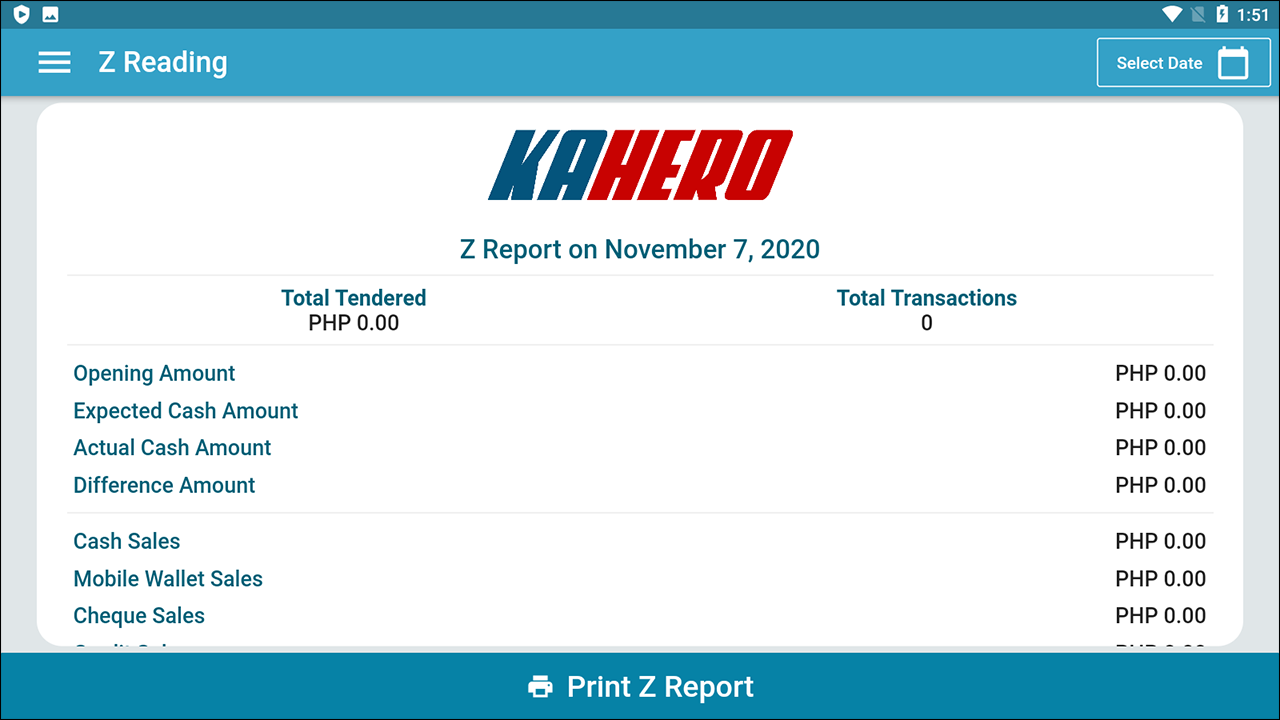 1:51
Z Reading
Select Date
KAHERO
Z Report on November 7, 2020
Total Tendered Total Transactions
PHP 0.00 0
Opening Amount PHP 0.00
Expected Cash Amount PHP 0.00
Actual Cash Amount PHP 0.00
Difference Amount PHP 0.00
Cash Sales PHP 0.00
Mobile Wallet Sales PHP 0.00
Cheque Sales PHP 0.00
Print Z Report